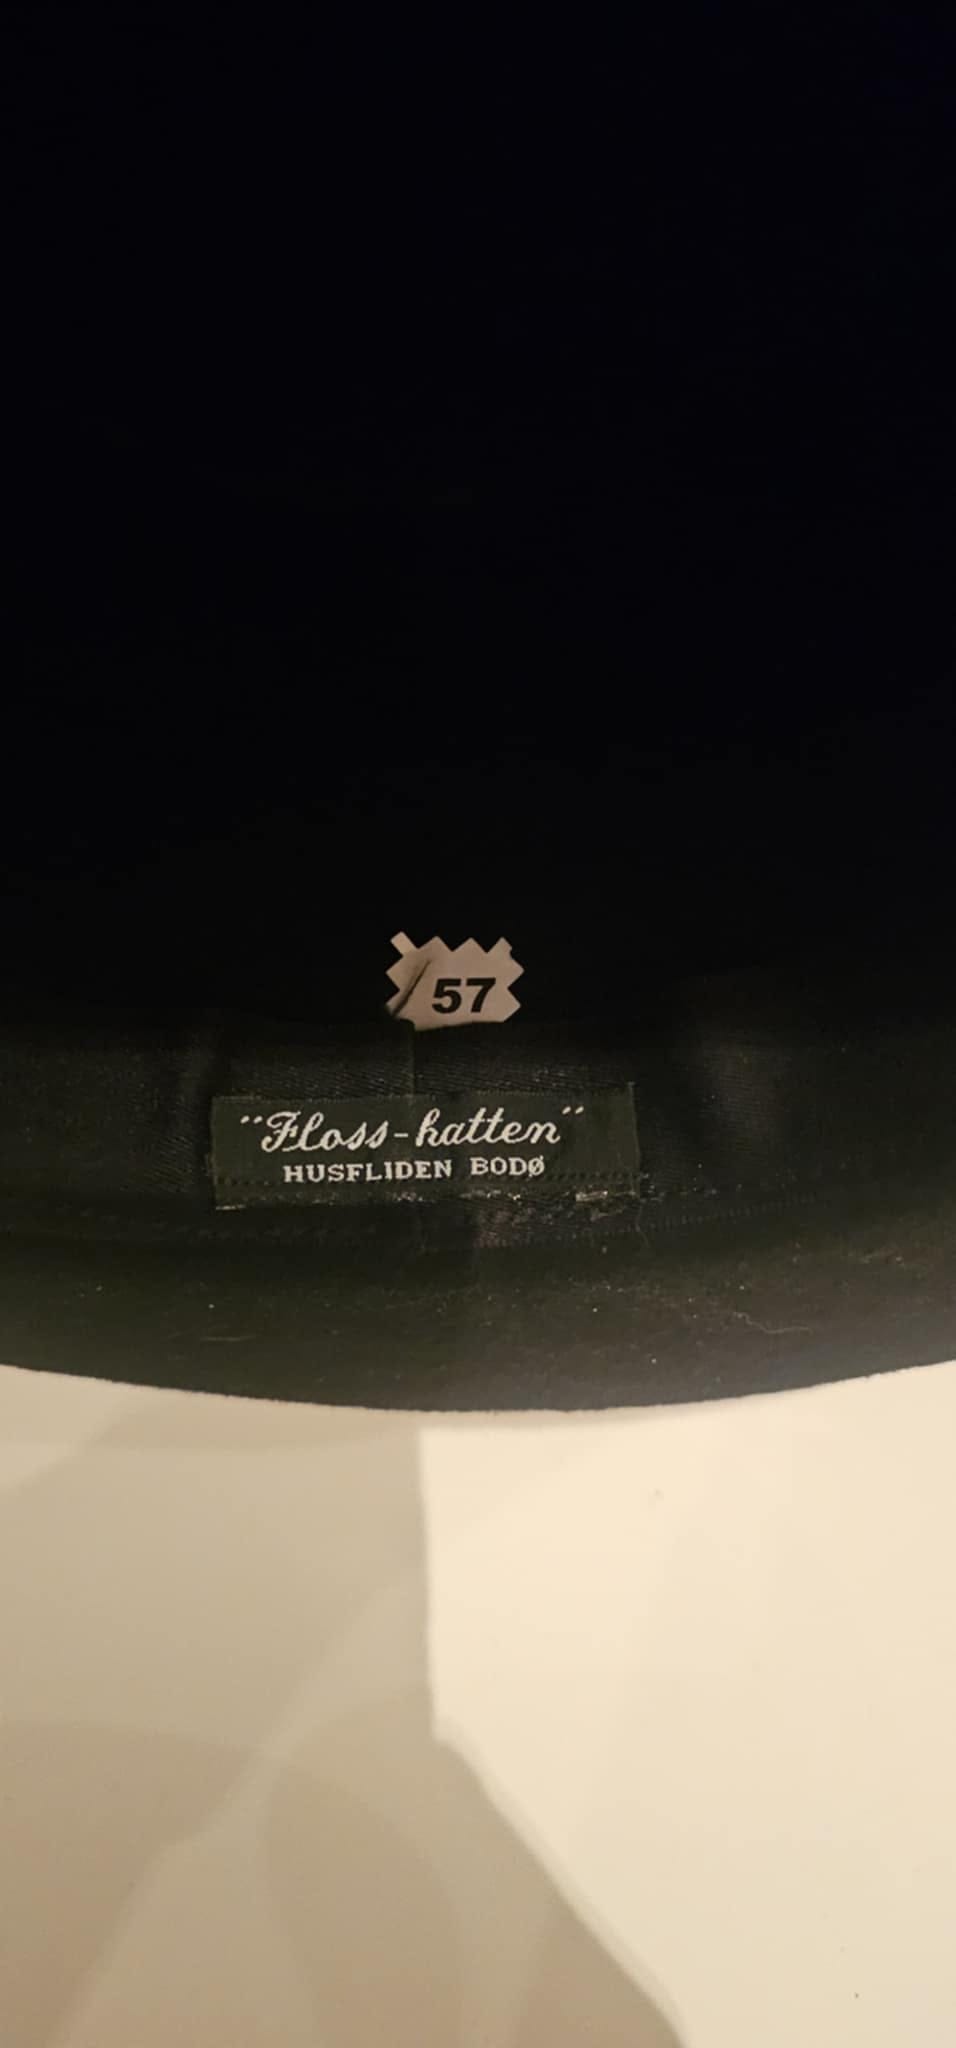 57
"Floss-hatten"
HUSFLIDEN BODØ